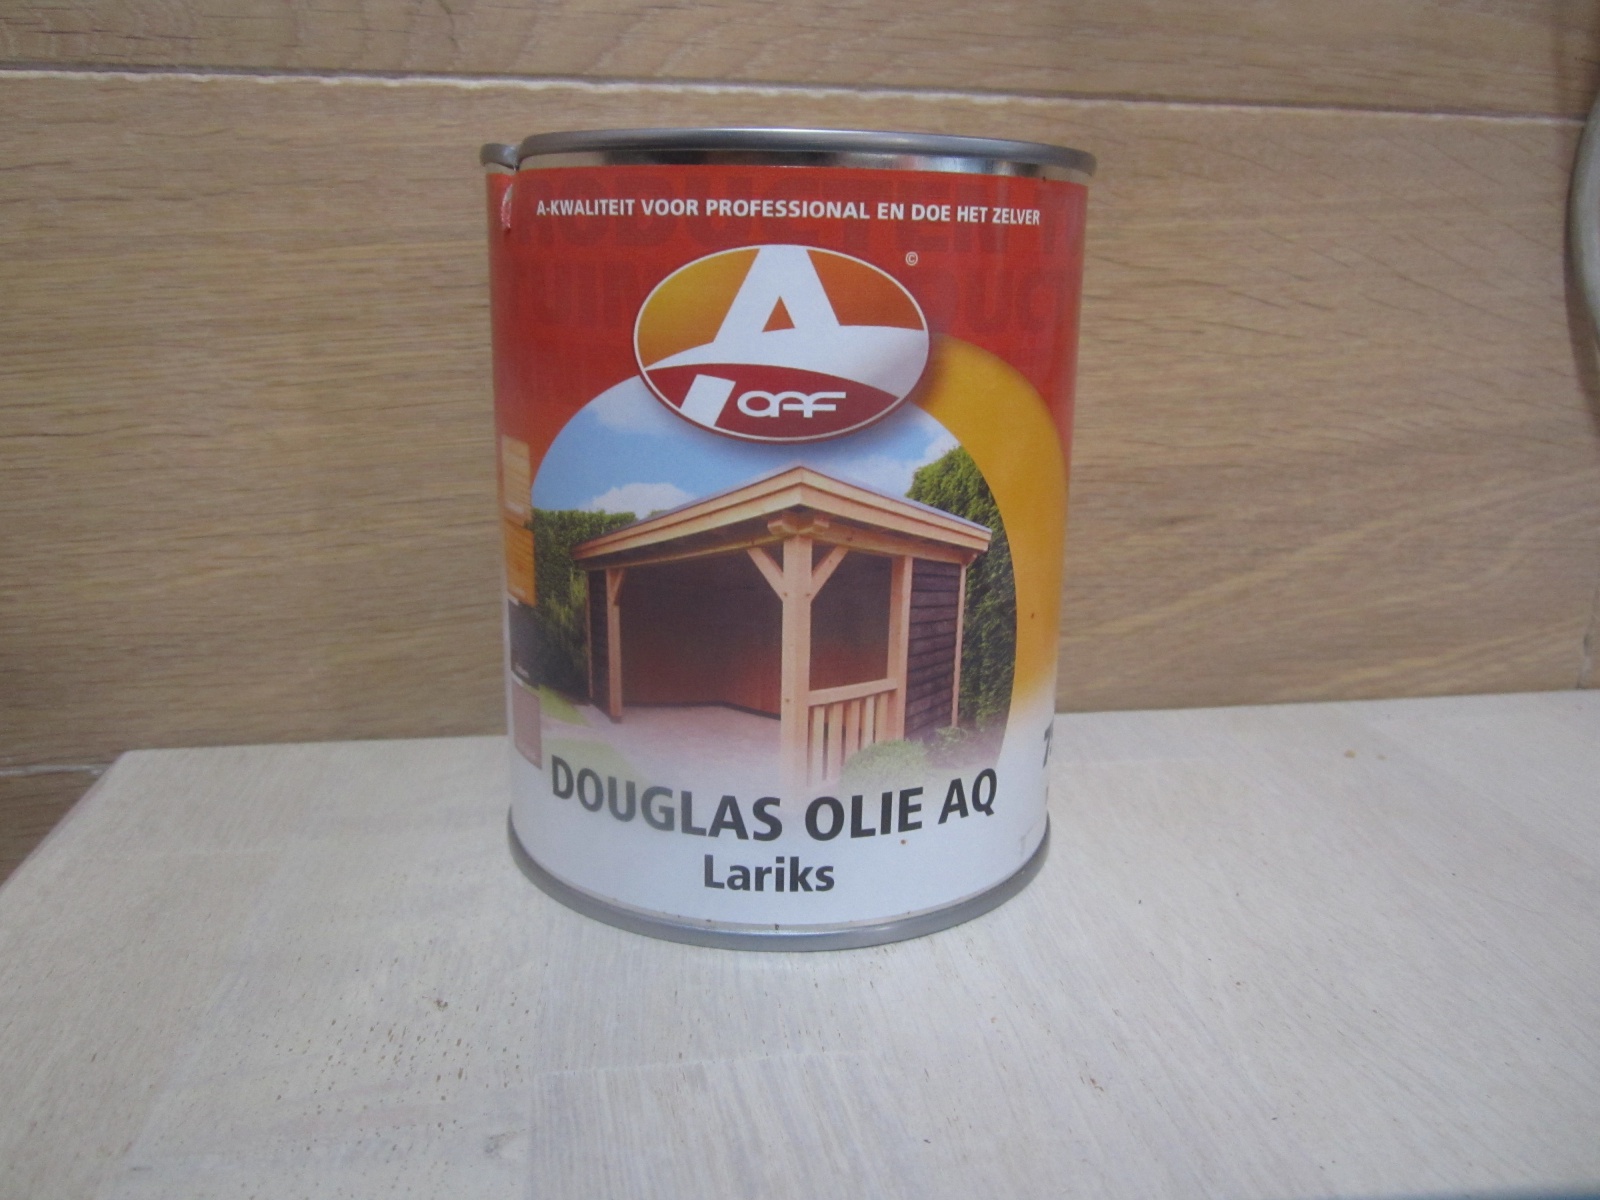 A-KWALITEIT VOOR PROFESSIONAL EN DOE HET ZELVER
©
A
OAF
DOUGLAS OLIE AQ
Lariks